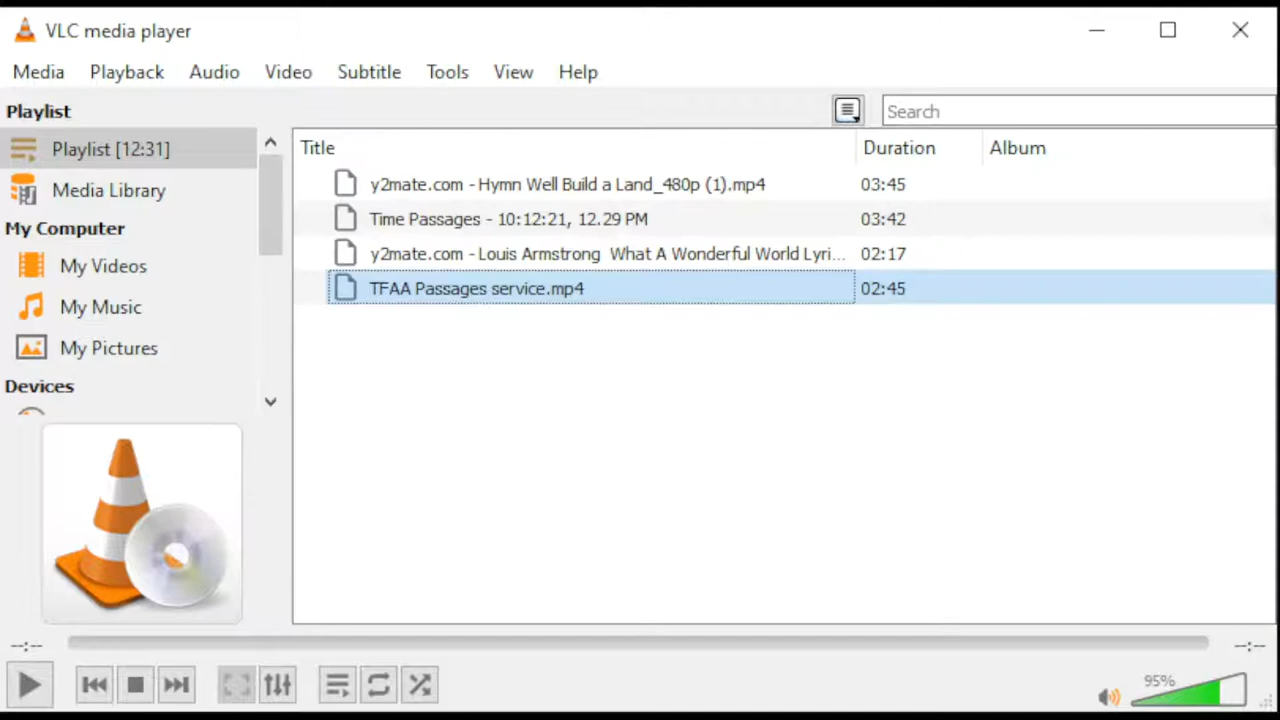 VLC media player
Media Playback Audio Video Subtitle Tools View Help
Playlist
Search
Playlist [12:31]
Media Library
My Computer
My Videos
My Music
My Pictures
Devices
Title Duration Album
y2mate.com - Hymn Well Build a Land_480p (1).mp4 03:45
Time Passages - 10:12:21, 12.29 PM 03:42
y2mate.com - Louis Armstrong What A Wonderful World Lyri... 02:17
TFAA Passages service.mp4 02:45
--:-- --:--
95%